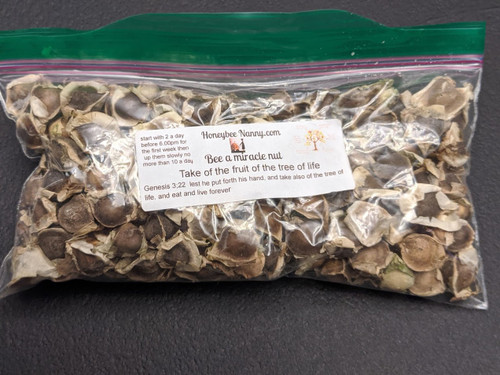 start with 2 a day
before 6.00pm for
the first week then
up them slowly no
more than 10 a day
Honeybee Nanny.com
Bee a miracle nut
Take of the fruit of the tree of life
Genesis 3:22 lest he put forth his hand, and take also of the tree of
life, and eat and live forever'